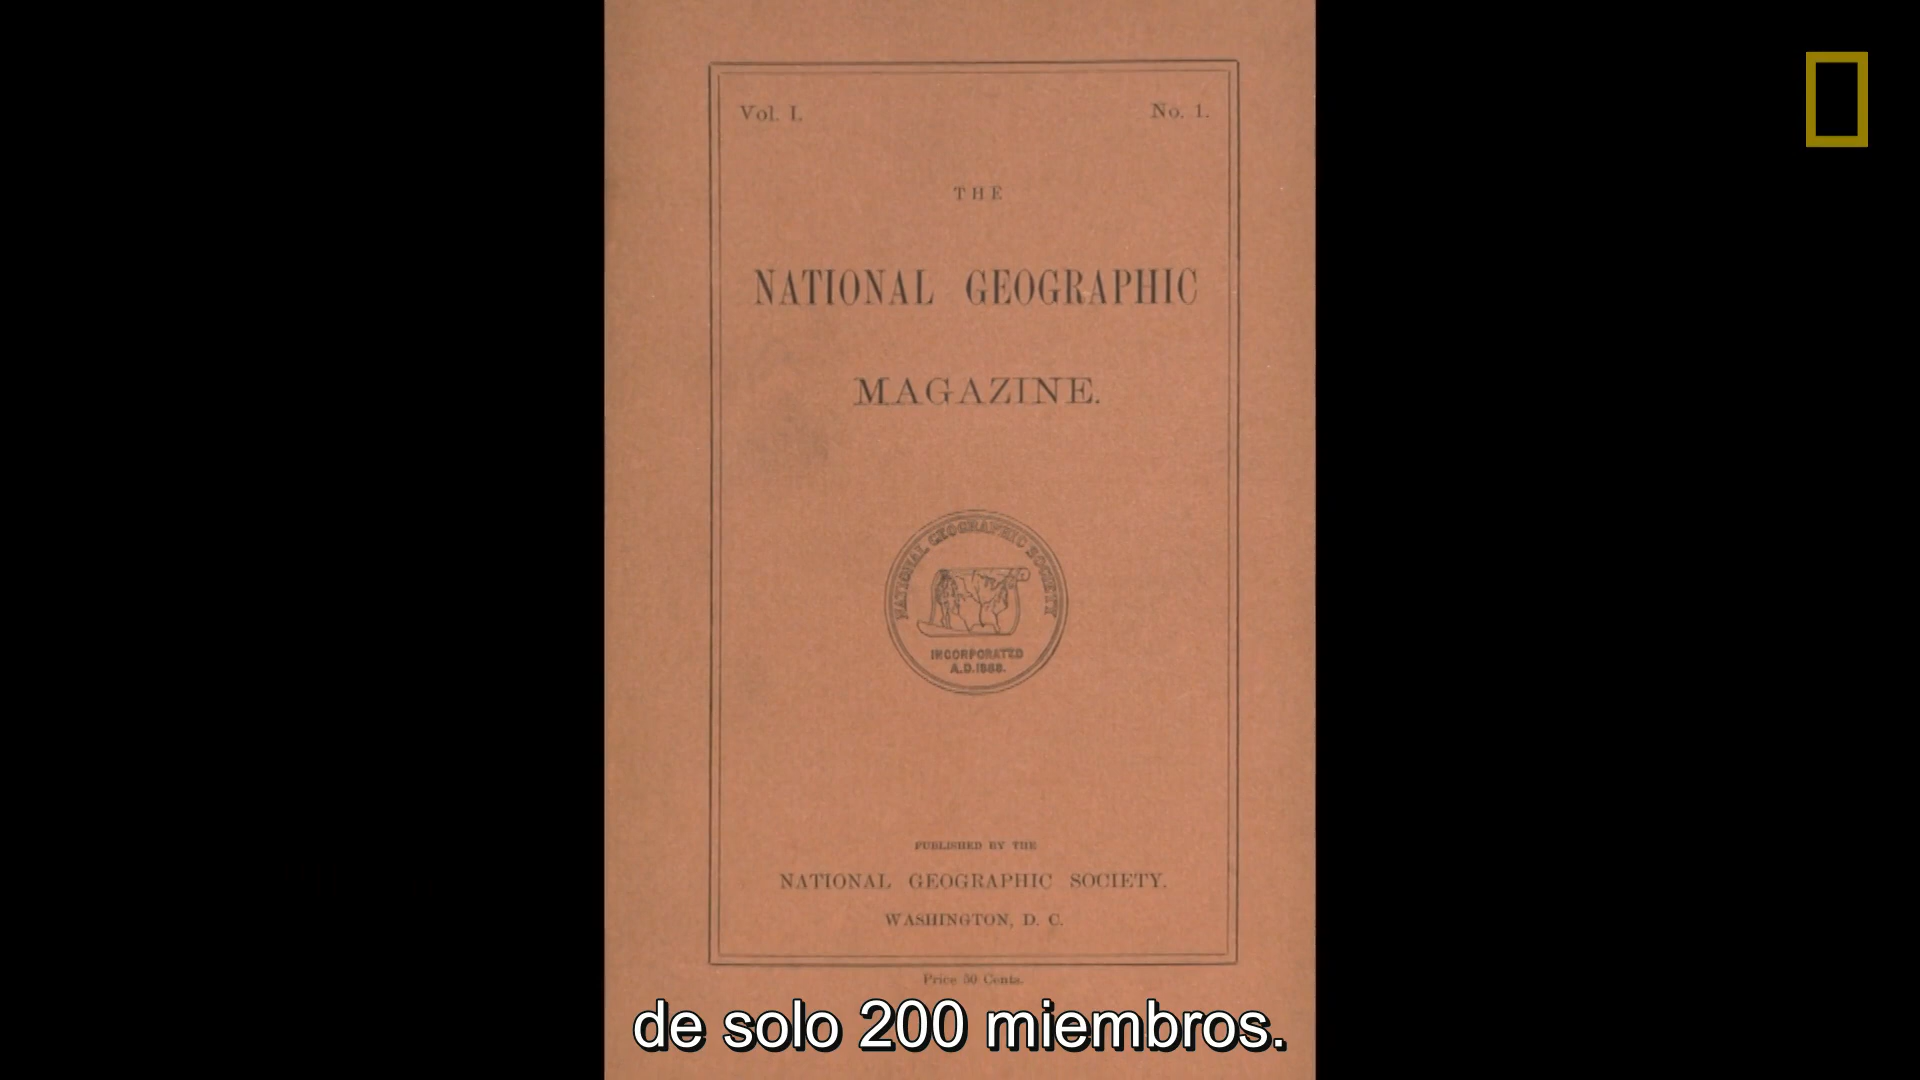 Vol. I.
No. 1.
THE
NATIONAL GEOGRAPHIC
MAGAZINE.
NATIONAL GEOGRAPHIC SOCIETY
INCORPORATED
A.D. 1888.
PUBLISHED BY THE
NATIONAL GEOGRAPHIC SOCIETY,
WASHINGTON, D. C.
Price 50 Cents.
de solo 200 miembros.